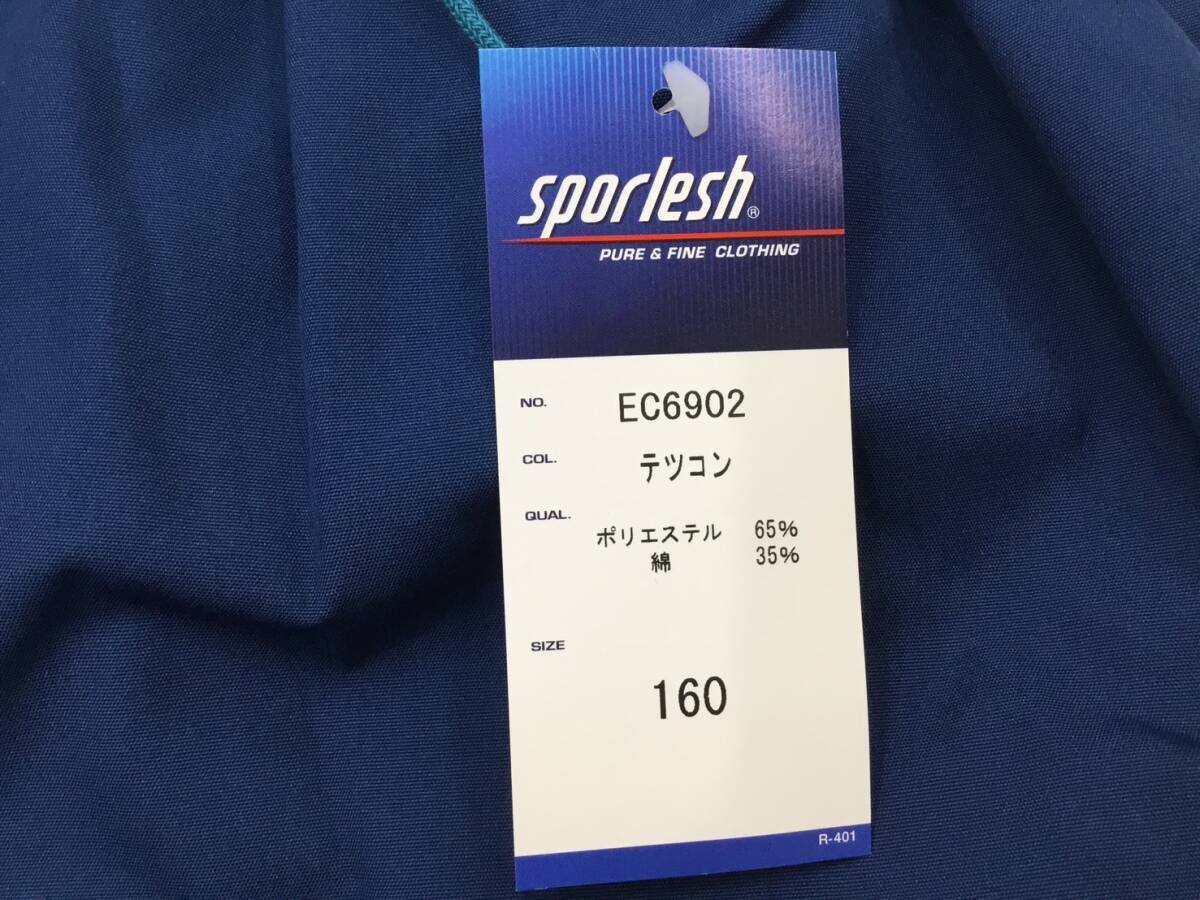 sporlesh®
PURE & FINE CLOTHING
NO. EC6902
COL. テツコン
QUAL. ポリエステル 65%
綿 35%
SIZE
160
R-401